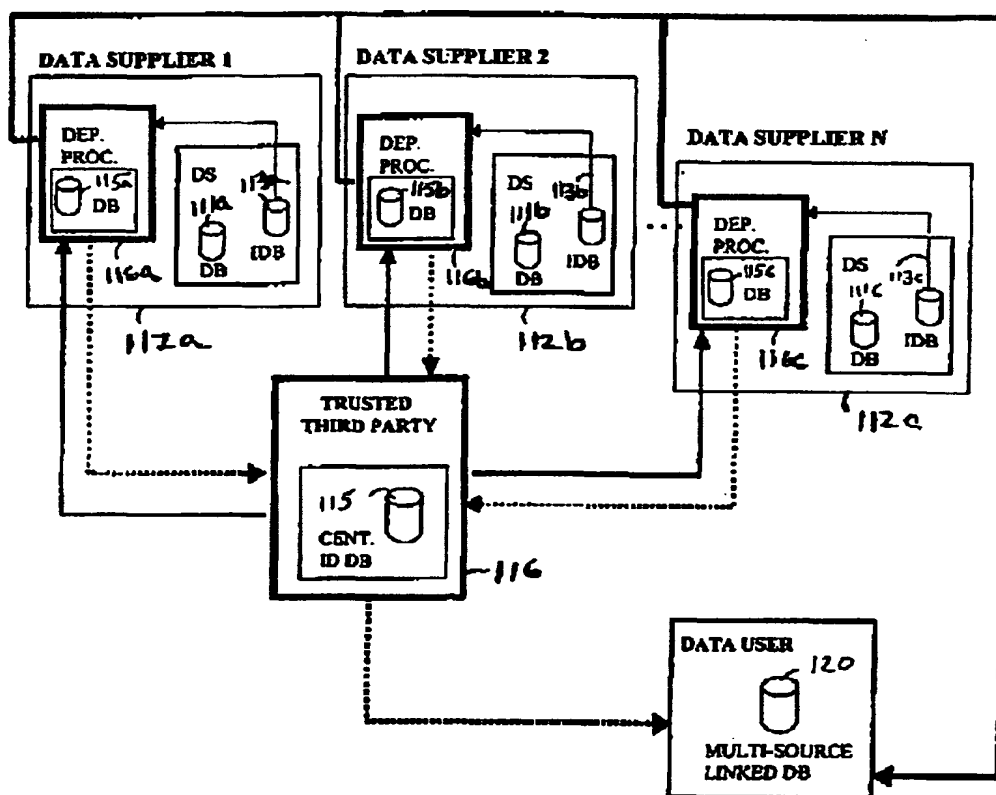 DATA SUPPLIER 1
DEP.
PROC.
115a
DB
116a
DS
111a
DB
113a
IDB
112a
DATA SUPPLIER 2
DEP.
PROC.
115b
DB
116b
DS
111b
DB
113b
IDB
112b
...
DATA SUPPLIER N
DEP.
PROC.
115c
DB
116c
DS
111c
DB
113c
IDB
112c
TRUSTED
THIRD PARTY
115
CENT.
ID DB
116
DATA USER
120
MULTI-SOURCE
LINKED DB